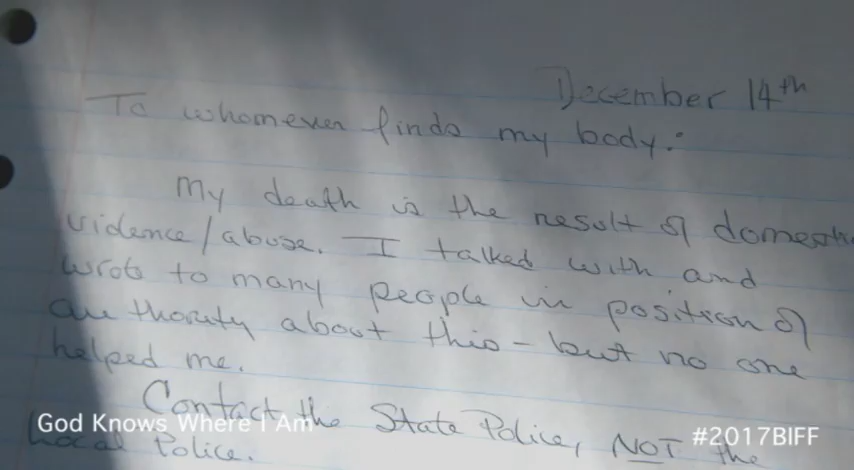 December 14th
To whomever finds my body:
My death is the result of domestic
violence/abuse. I talked with and
wrote to many people in position of
authority about this - but no one
helped me.
Contact the State Police, NOT the
local Police.
God Knows Where I Am
#2017BIFF